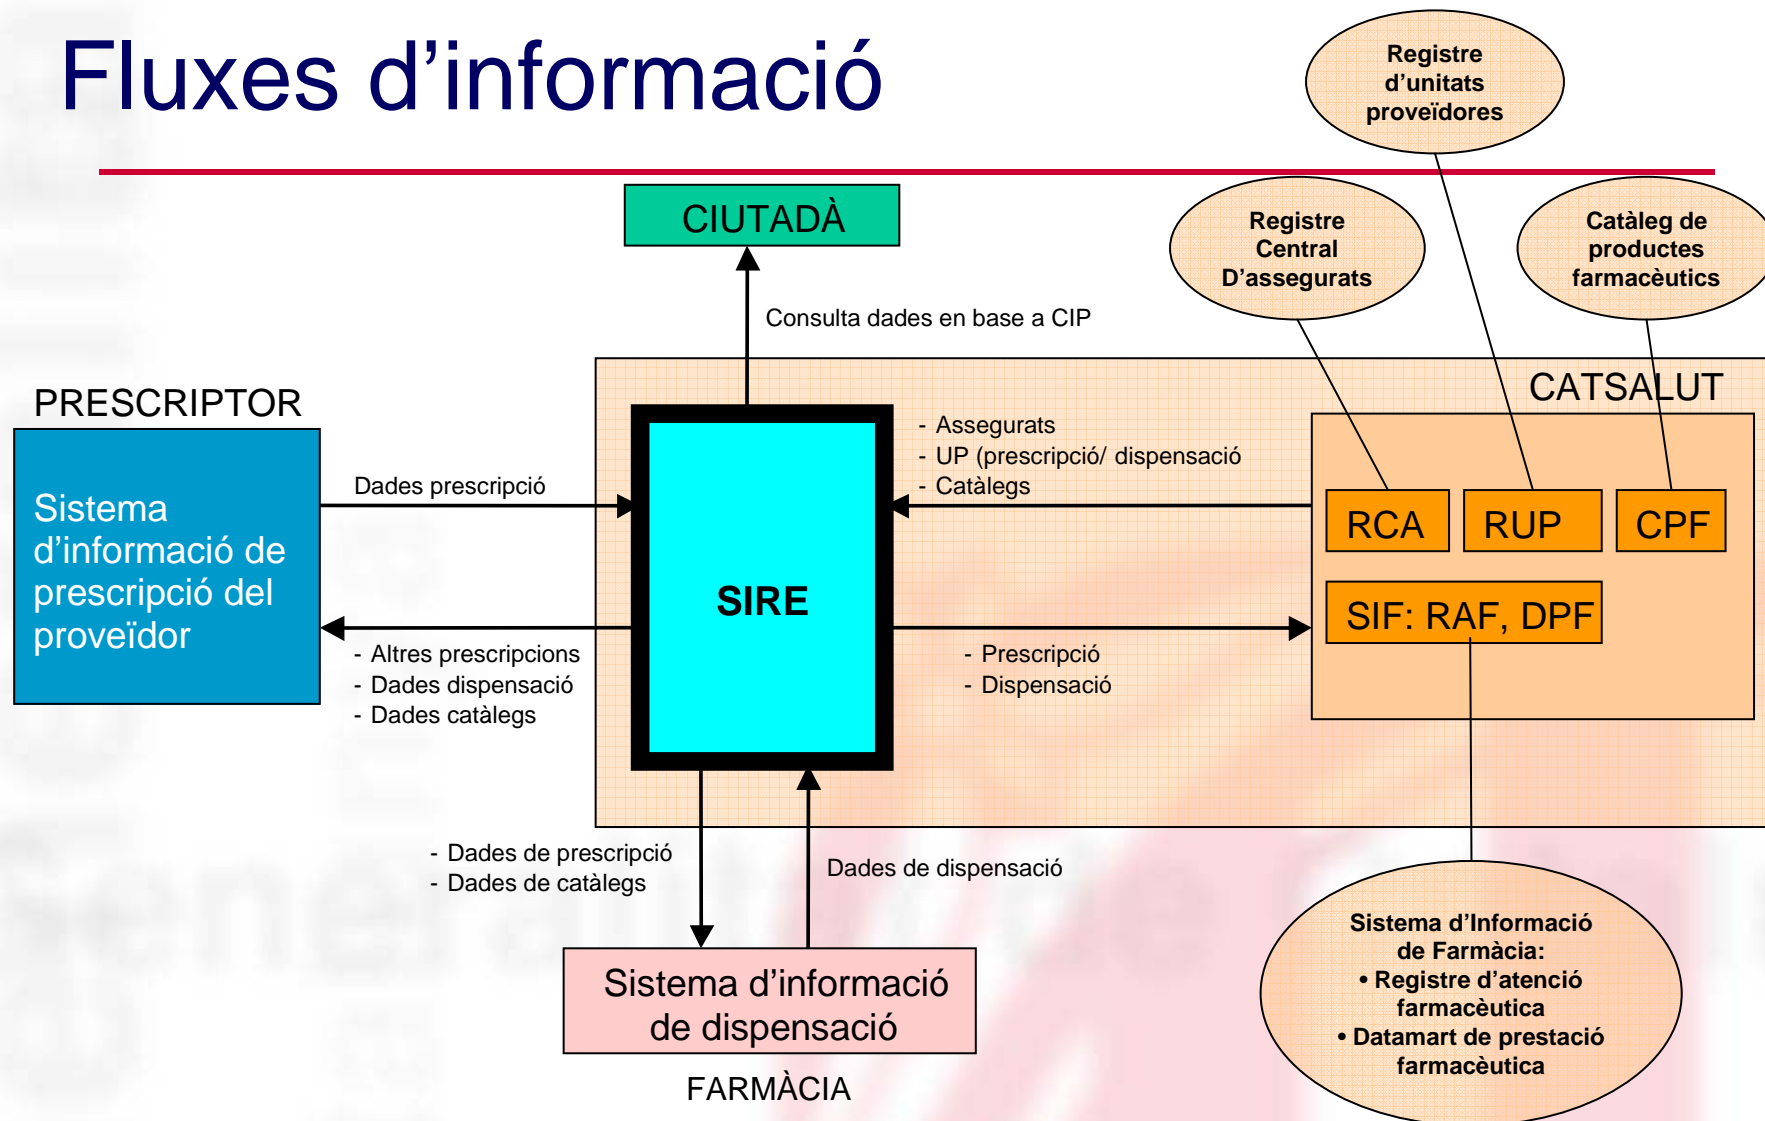 Fluxes d’informació
Registre
d’unitats
proveïdores
Registre
Central
D’assegurats
Catàleg de
productes
farmacèutics
CIUTADÀ
Consulta dades en base a CIP
CATSALUT
PRESCRIPTOR
Sistema
d’informació de
prescripció del
proveïdor
Dades prescripció
- Altres prescripcions
- Dades dispensació
- Dades catàlegs
SIRE
- Assegurats
- UP (prescripció/ dispensació
- Catàlegs
- Prescripció
- Dispensació
RCA
RUP
CPF
SIF: RAF, DPF
- Dades de prescripció
- Dades de catàlegs
Dades de dispensació
Sistema d’informació
de dispensació
FARMÀCIA
Sistema d’Informació
de Farmàcia:
• Registre d’atenció
farmacèutica
• Datamart de prestació
farmacèutica